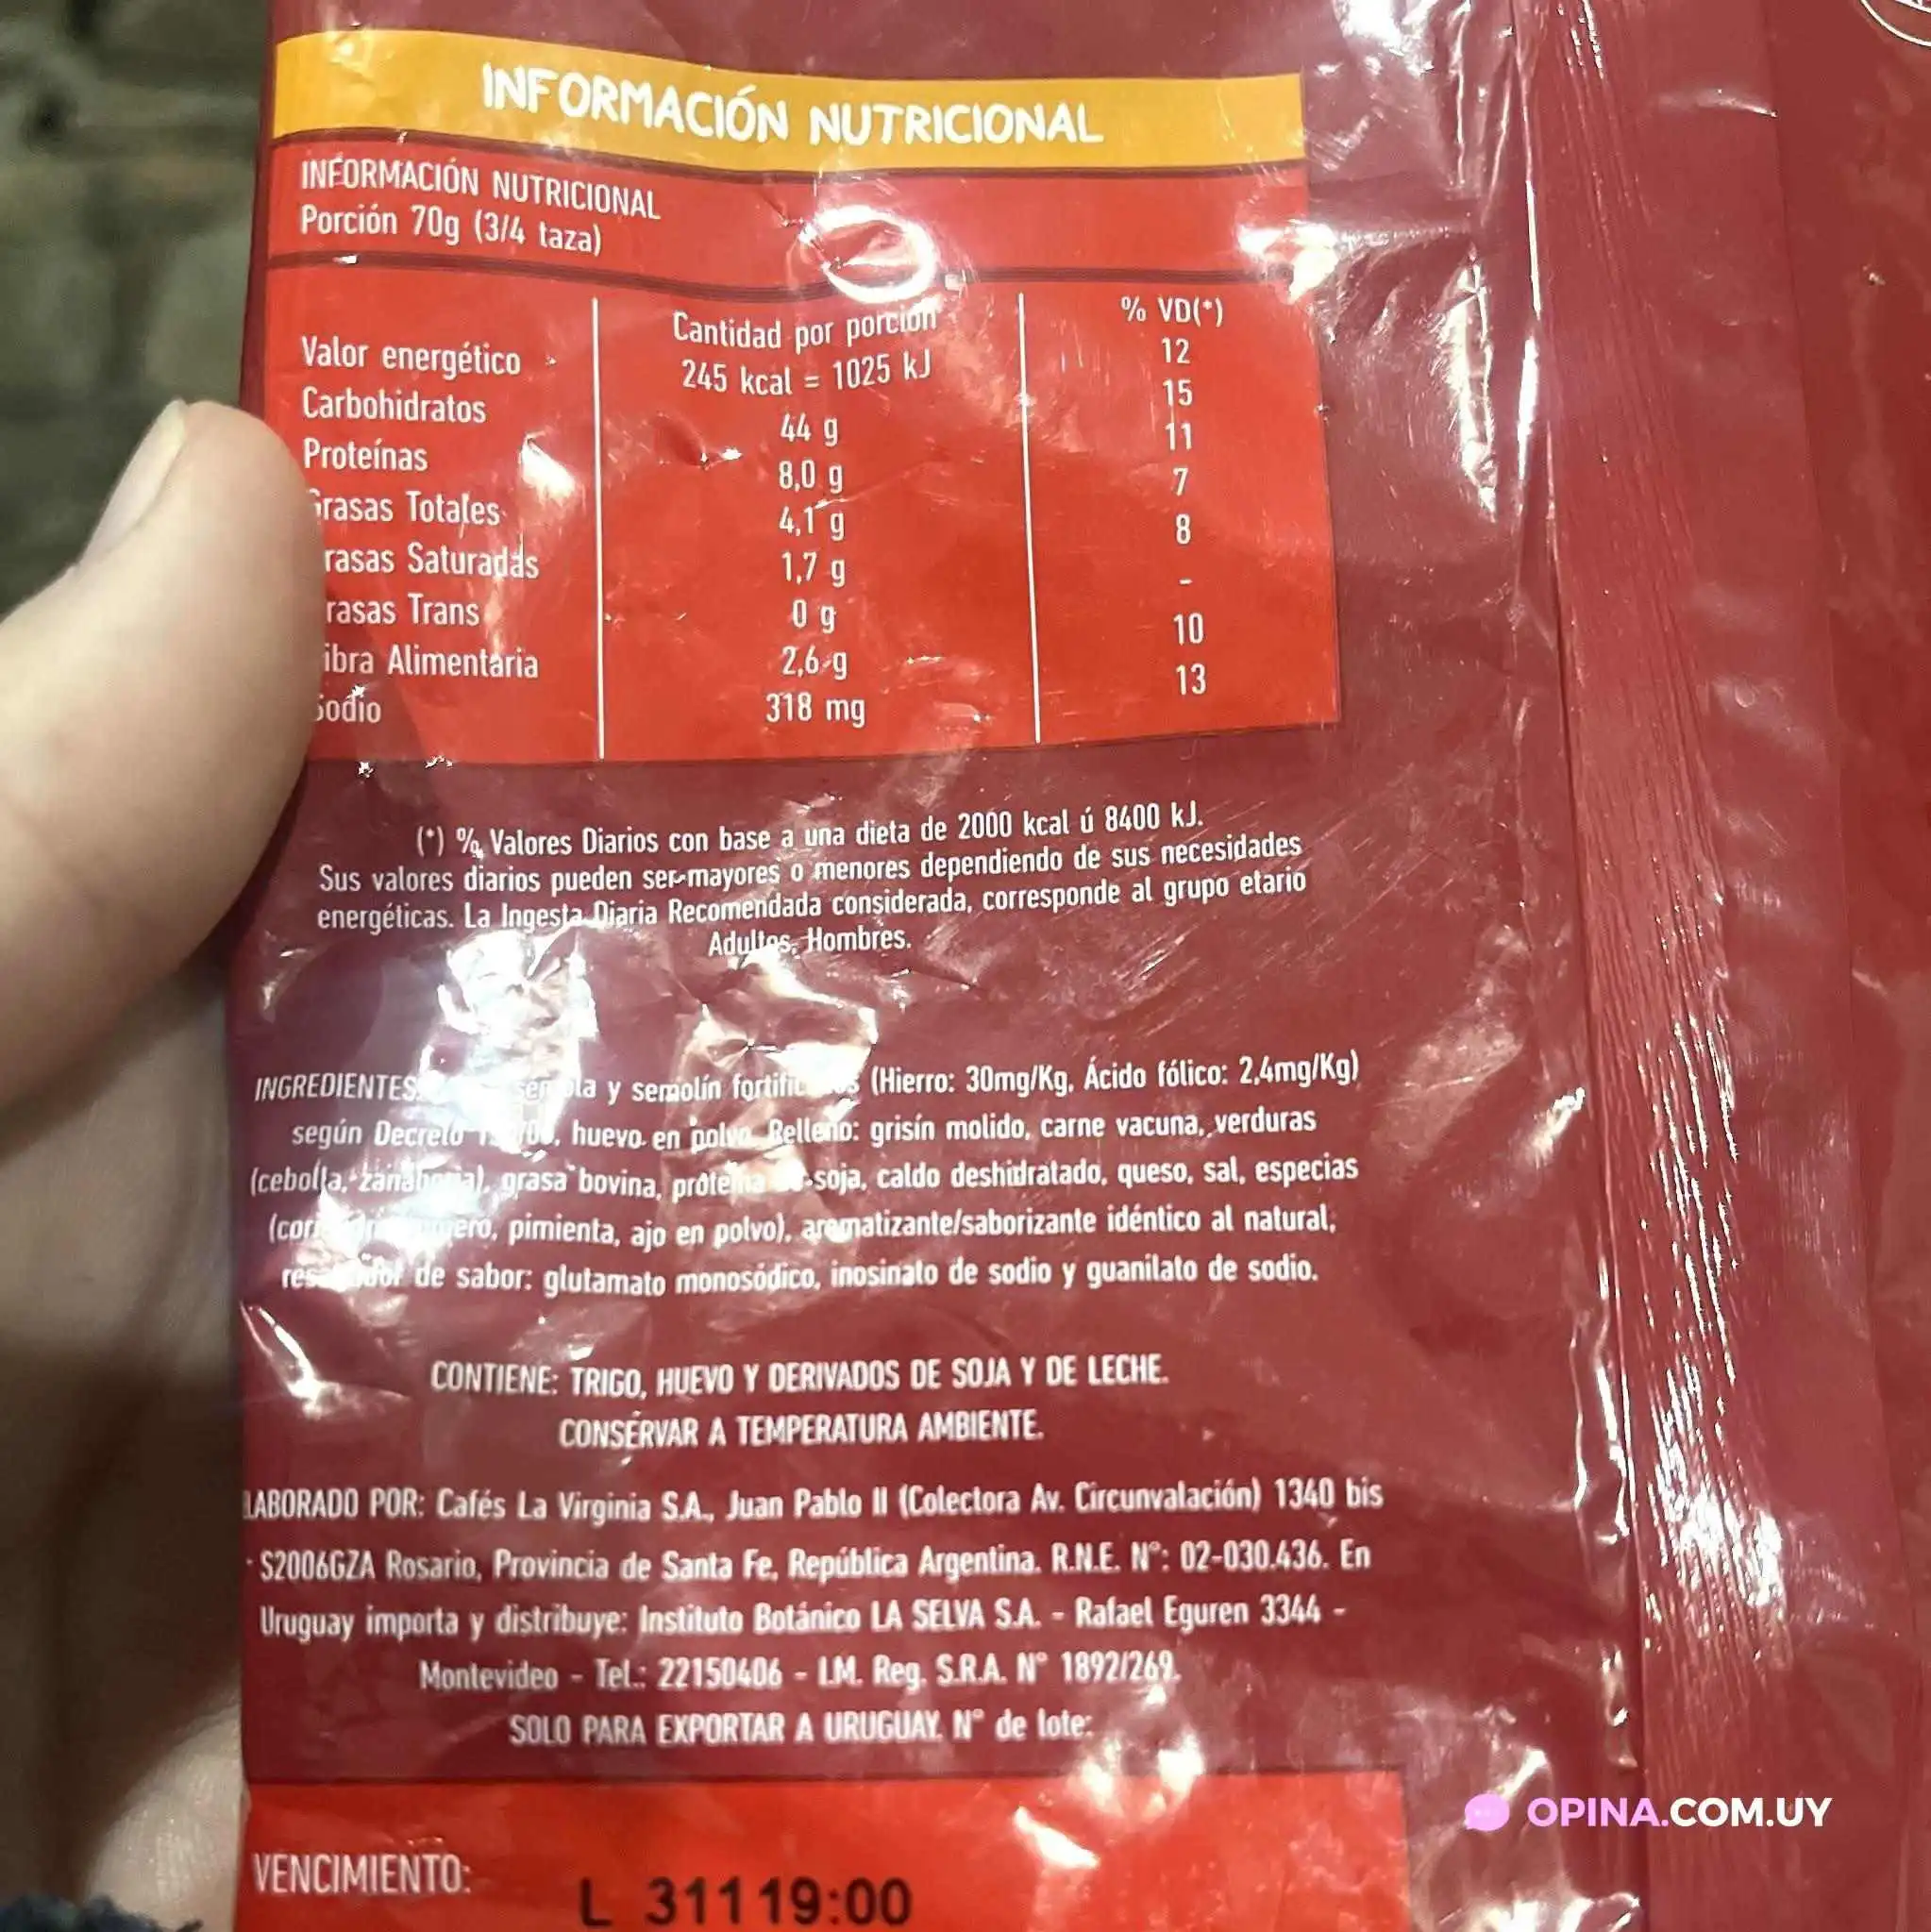 INFORMACIÓN NUTRICIONAL
INFORMACIÓN NUTRICIONAL
Porción 70g (3/4 taza)
Cantidad por porción % VD(*)
Valor energético 245 kcal = 1025 kJ 12
Carbohidratos 44 g 15
Proteínas 8,0 g 11
rasas Totales 4,1 g 7
rasas Saturadas 1,7 g 8
rasas Trans 0 g -
ibra Alimentaria 2,6 g 10
Sodio 318 mg 13
(*) % Valores Diarios con base a una dieta de 2000 kcal ú 8400 kJ.
Sus valores diarios pueden ser mayores o menores dependiendo de sus necesidades
energéticas. La Ingesta Diaria Recomendada considerada, corresponde al grupo etario
Adultos, Hombres.
INGREDIENTES: y semolín (Hierro: 30mg/Kg, Ácido fólico: 2,4mg/Kg)
según Decreto huevo en polvo. Relleno: grisín molido, carne vacuna, verduras
(cebolla, zanahoria), grasa bovina, soja, caldo deshidratado, queso, sal, especias
pimienta, ajo en polvo), aromatizante/saborizante idéntico al natural,
de sabor: glutamato monosódico, inosinato de sodio y guanilato de sodio.
CONTIENE: TRIGO, HUEVO Y DERIVADOS DE SOJA Y DE LECHE.
CONSERVAR A TEMPERATURA AMBIENTE.
LABORADO POR: Cafés La Virginia S.A., Juan Pablo II (Colectora Av. Circunvalación) 1340 bis
- S2006GZA Rosario, Provincia de Santa Fe, República Argentina. R.N.E. N°: 02-030.436. En
Uruguay importa y distribuye: Instituto Botánico LA SELVA S.A. - Rafael Eguren 3344 -
Montevideo - Tel.: 22150406 - I.M. Reg. S.R.A. N° 1892/269.
SOLO PARA EXPORTAR A URUGUAY. N° de lote:
VENCIMIENTO: L 31119:00
OPINA.COM.UY